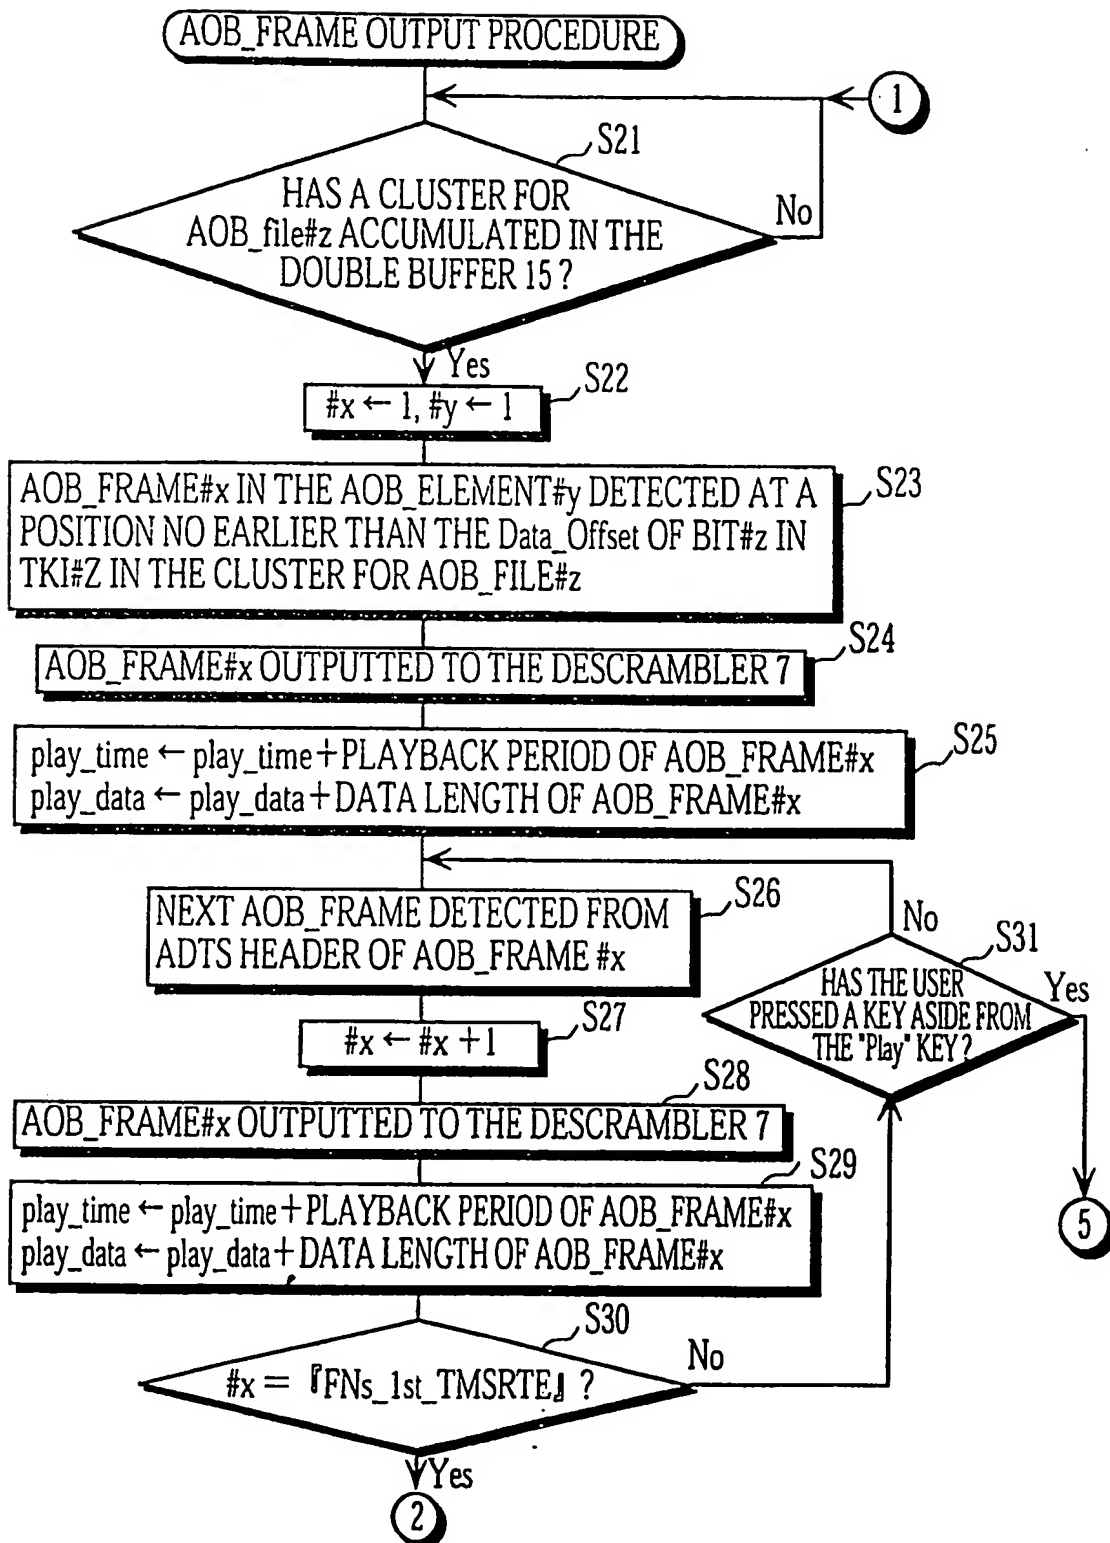 AOB_FRAME OUTPUT PROCEDURE
1
S21
HAS A CLUSTER FOR
AOB_file#z ACCUMULATED IN THE
DOUBLE BUFFER 15 ?
No
Yes
S22
#x ← 1, #y ← 1
S23
AOB_FRAME#x IN THE AOB_ELEMENT#y DETECTED AT A
POSITION NO EARLIER THAN THE Data_Offset OF BIT#z IN
TKI#Z IN THE CLUSTER FOR AOB_FILE#z
S24
AOB_FRAME#x OUTPUTTED TO THE DESCRAMBLER 7
S25
play_time ← play_time+PLAYBACK PERIOD OF AOB_FRAME#x
play_data ← play_data+DATA LENGTH OF AOB_FRAME#x
S26
NEXT AOB_FRAME DETECTED FROM
ADTS HEADER OF AOB_FRAME #x
No
S31
HAS THE USER
PRESSED A KEY ASIDE FROM
THE "Play" KEY ?
Yes
S27
#x ← #x +1
S28
AOB_FRAME#x OUTPUTTED TO THE DESCRAMBLER 7
S29
play_time ← play_time+PLAYBACK PERIOD OF AOB_FRAME#x
play_data ← play_data+DATA LENGTH OF AOB_FRAME#x
5
S30
#x = 『FNs_1st_TMSRTE』 ?
No
Yes
2